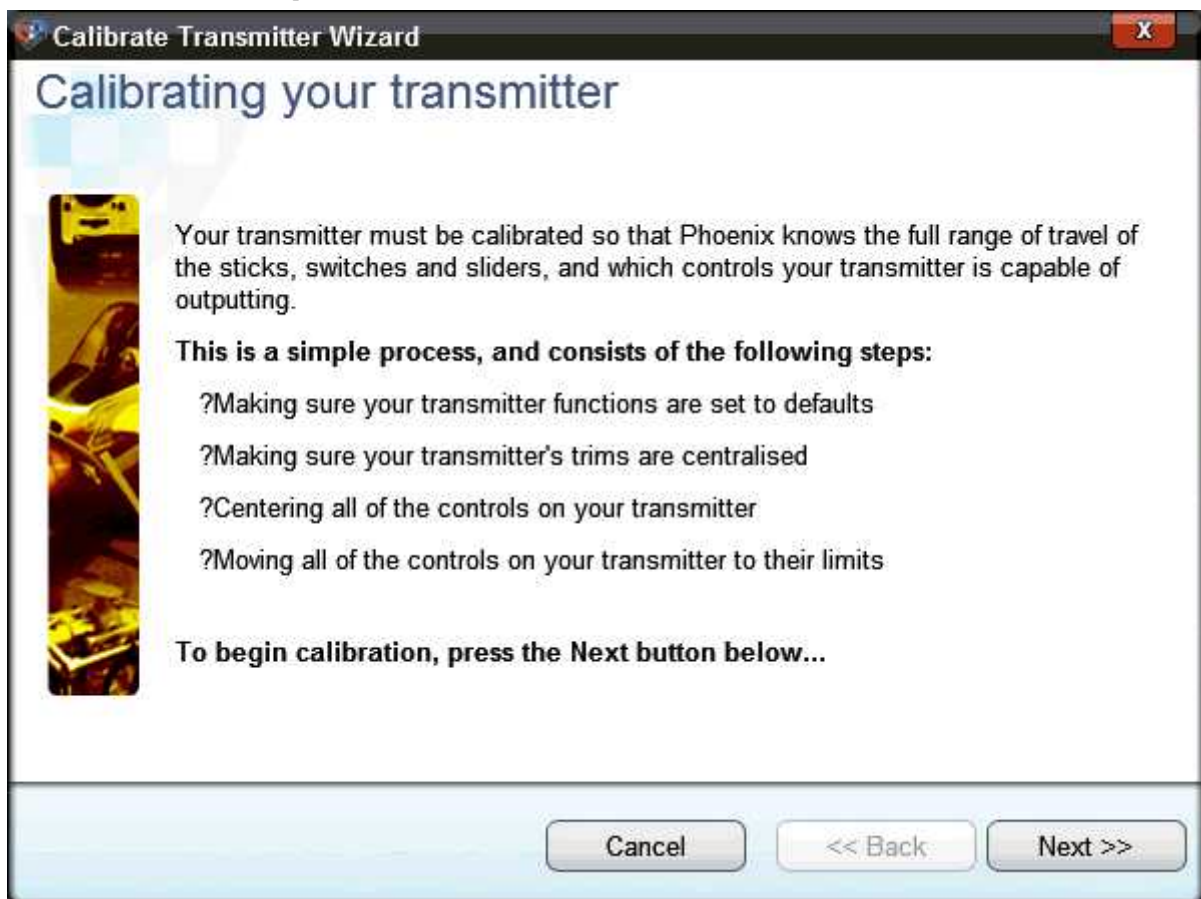 Calibrate Transmitter Wizard
X
Calibrating your transmitter
Your transmitter must be calibrated so that Phoenix knows the full range of travel of
the sticks, switches and sliders, and which controls your transmitter is capable of
outputting.
This is a simple process, and consists of the following steps:
?Making sure your transmitter functions are set to defaults
?Making sure your transmitter's trims are centralised
?Centering all of the controls on your transmitter
?Moving all of the controls on your transmitter to their limits
To begin calibration, press the Next button below...
Cancel
<< Back
Next >>